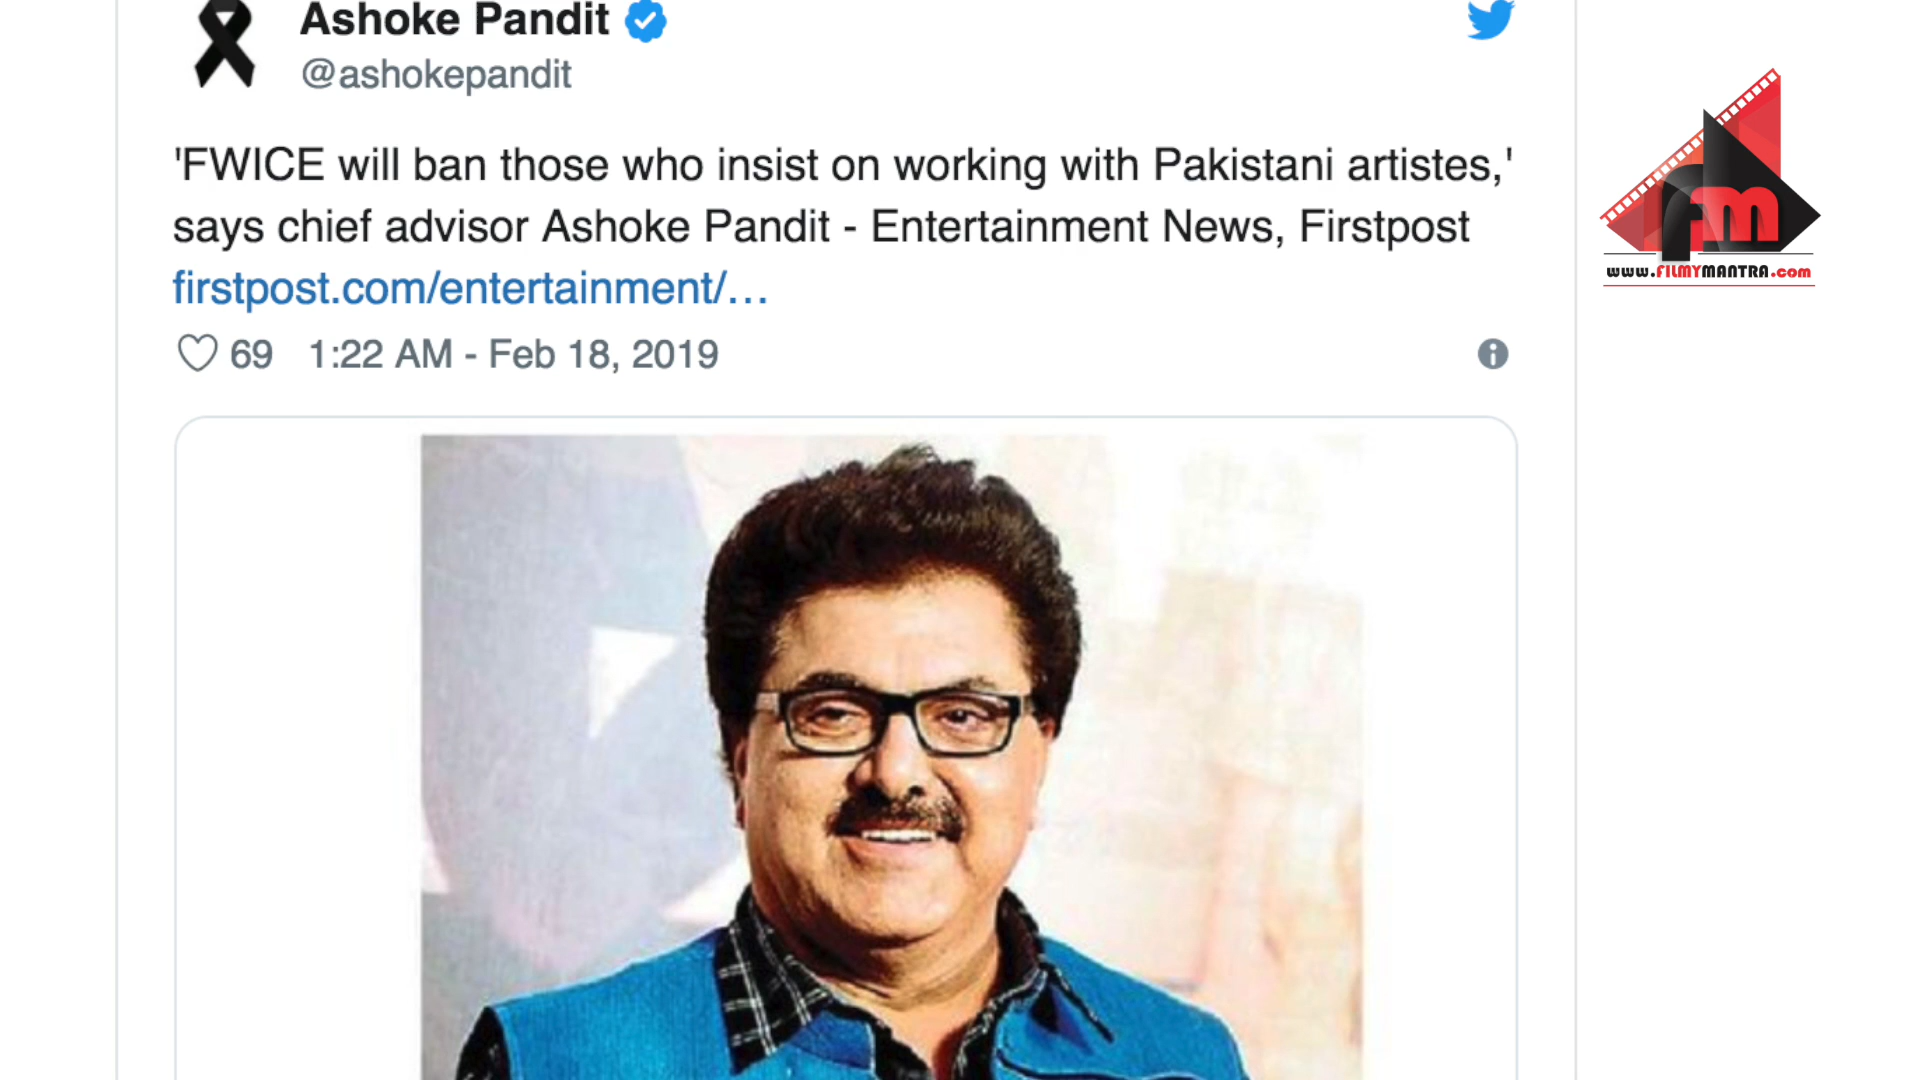 Ashoke Pandit
@ashokepandit
'FWICE will ban those who insist on working with Pakistani artistes,'
says chief advisor Ashoke Pandit - Entertainment News, Firstpost
firstpost.com/entertainment/…
69 1:22 AM - Feb 18, 2019
fm
www.FILMYMANTRA.com